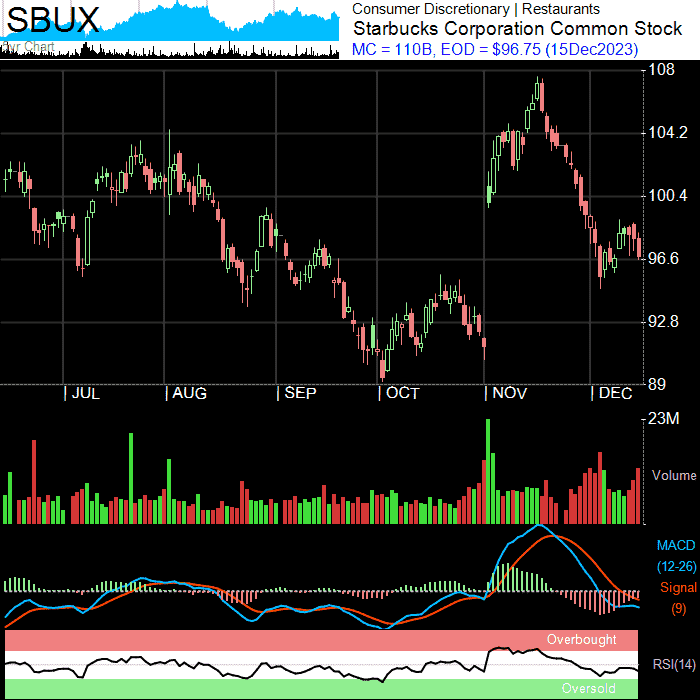 SBUX
Consumer Discretionary | Restaurants
Starbucks Corporation Common Stock
MC = 110B, EOD = $96.75 (15Dec2023)
108
104.2
100.4
96.6
92.8
89
| JUL | AUG | SEP | OCT | NOV | DEC
23M
Volume
MACD
(12-26)
Signal
(9)
Overbought
RSI(14)
Oversold